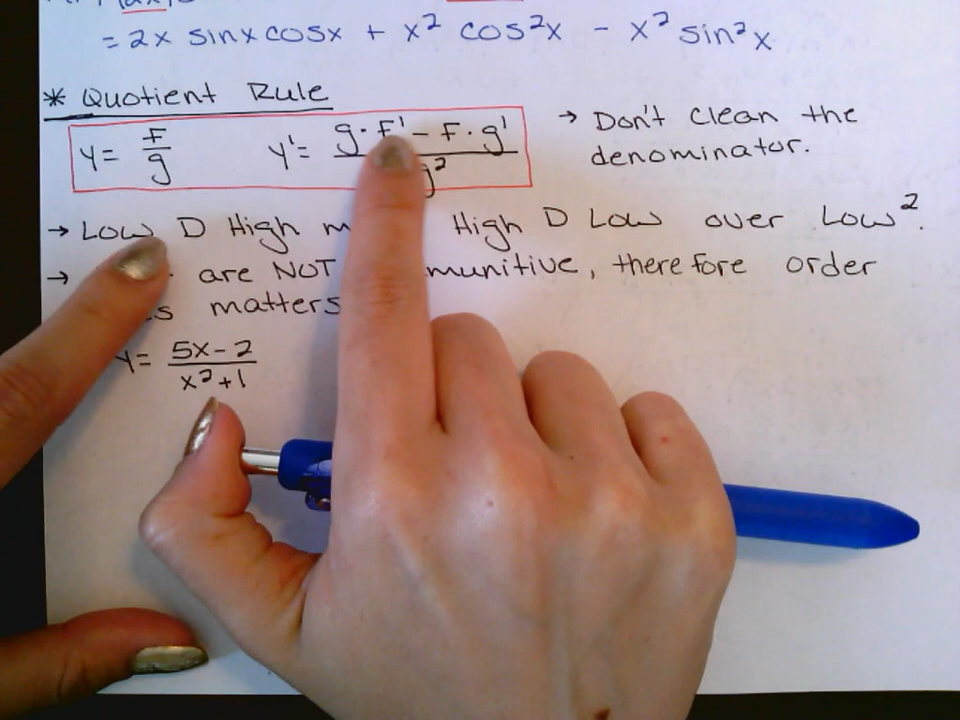 = 2x sinx cosx + x² cos²x - x² sin²x
* Quotient Rule
y = F/g y' = g · F' - F · g' / g²
→ Don't clean the
denominator.
→ Low D High High D Low over Low².
→ are NOT therefore order
matters
y = 5x - 2 / x² + 1